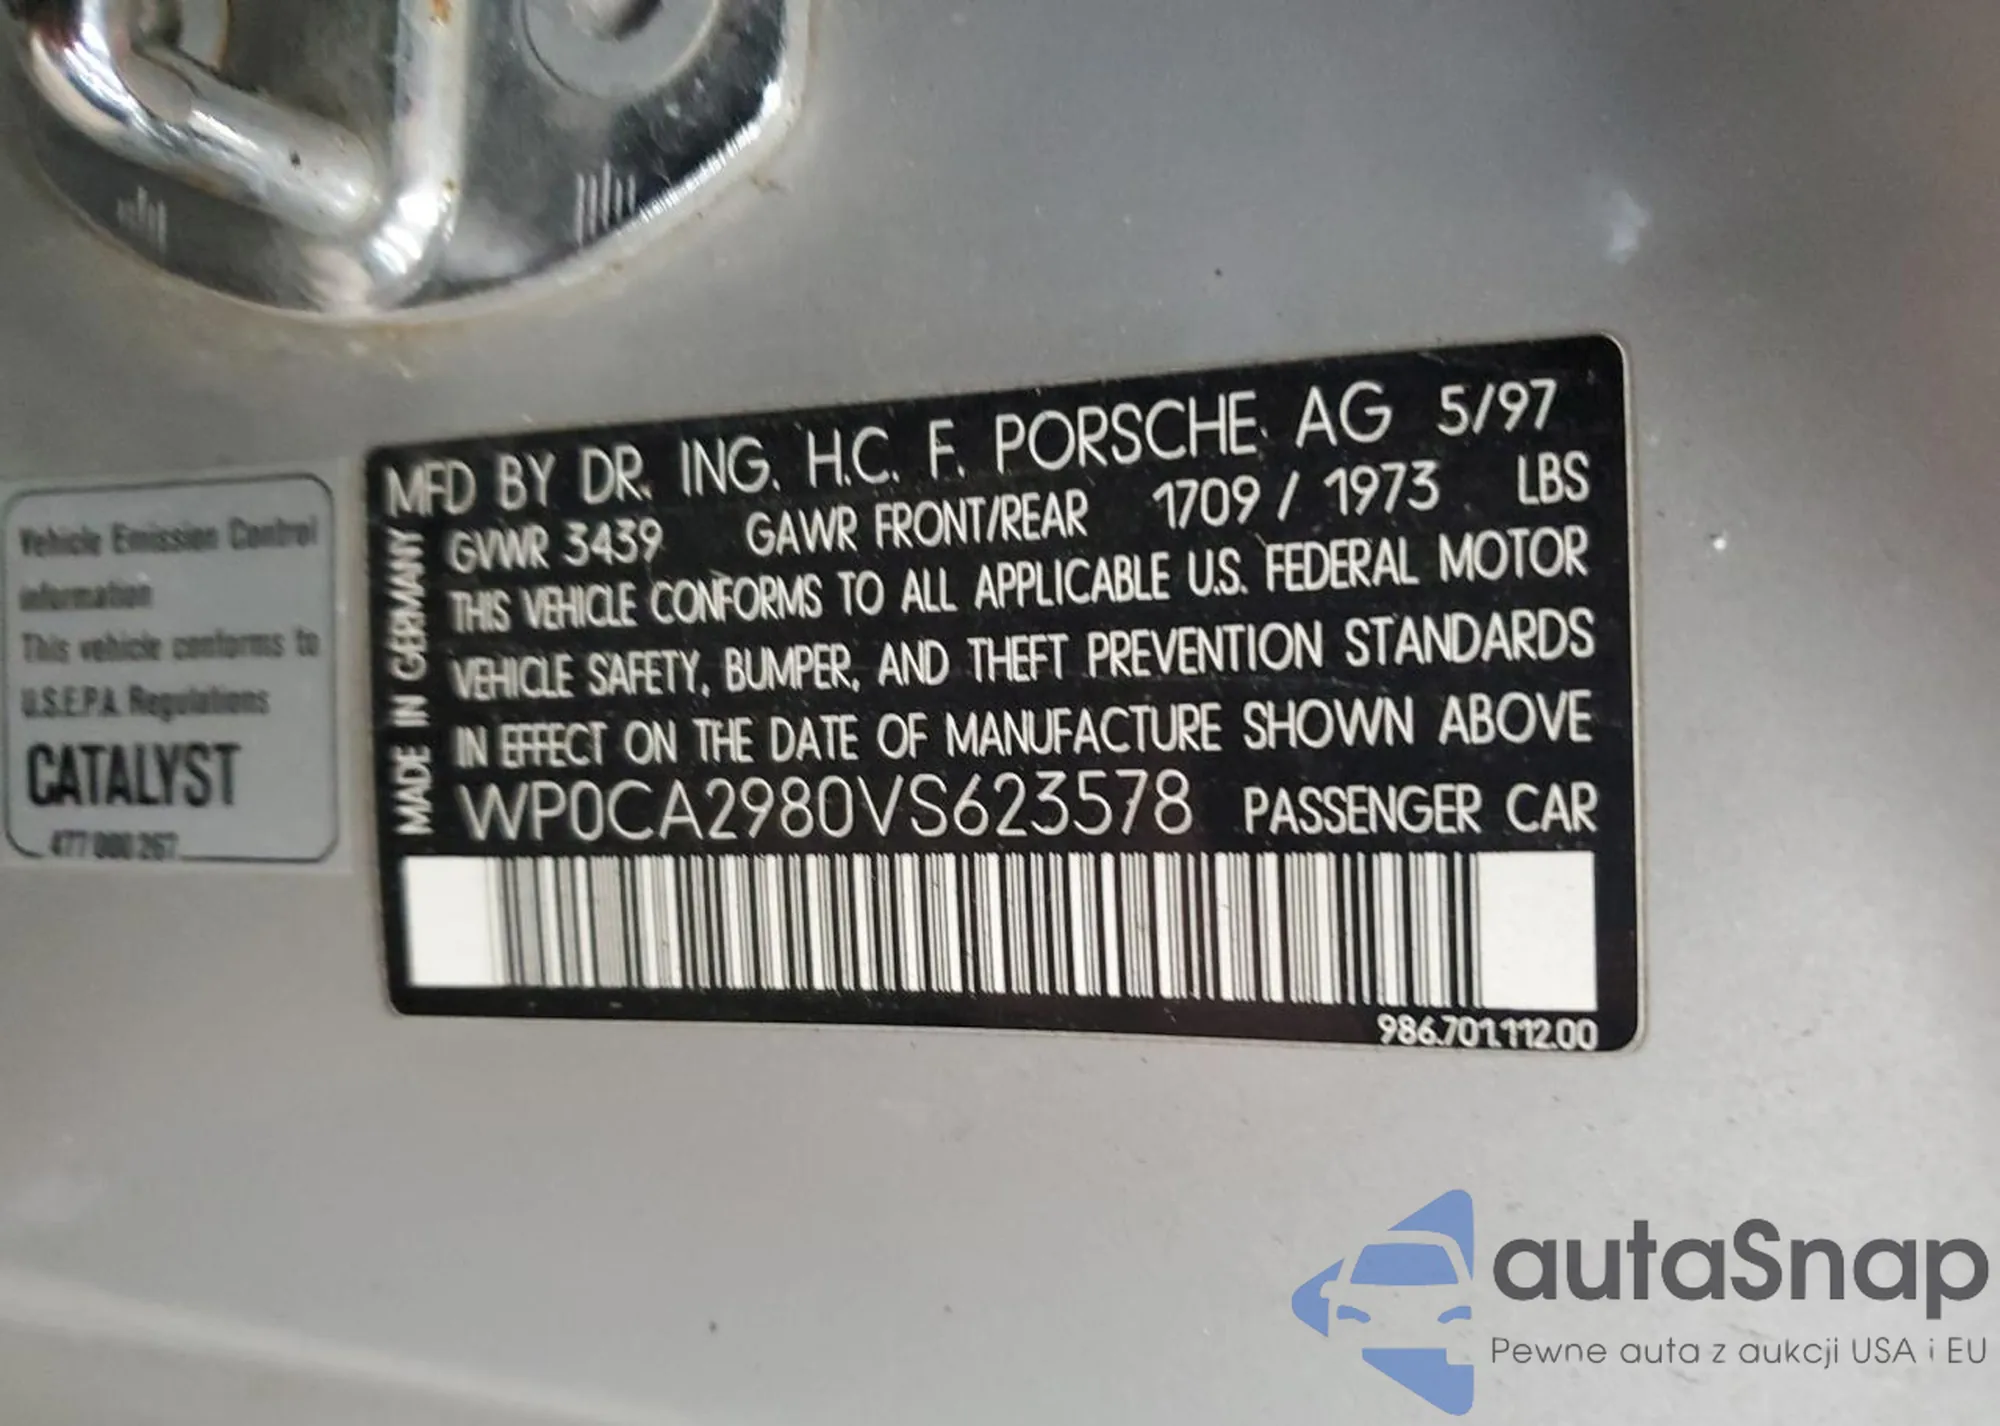 MFD BY DR. ING. H.C. F. PORSCHE AG 5/97
GVWR 3439 GAWR FRONT/REAR 1709 / 1973 LBS
THIS VEHICLE CONFORMS TO ALL APPLICABLE U.S. FEDERAL MOTOR
VEHICLE SAFETY, BUMPER, AND THEFT PREVENTION STANDARDS
IN EFFECT ON THE DATE OF MANUFACTURE SHOWN ABOVE
WP0CA2980VS623578 PASSENGER CAR
MADE IN GERMANY
986.701.112.00
Vehicle Emission Control
information
This vehicle conforms to
U.S.E.P.A. Regulations
CATALYST
477 000 267
autaSnap
Pewne auta z aukcji USA i EU